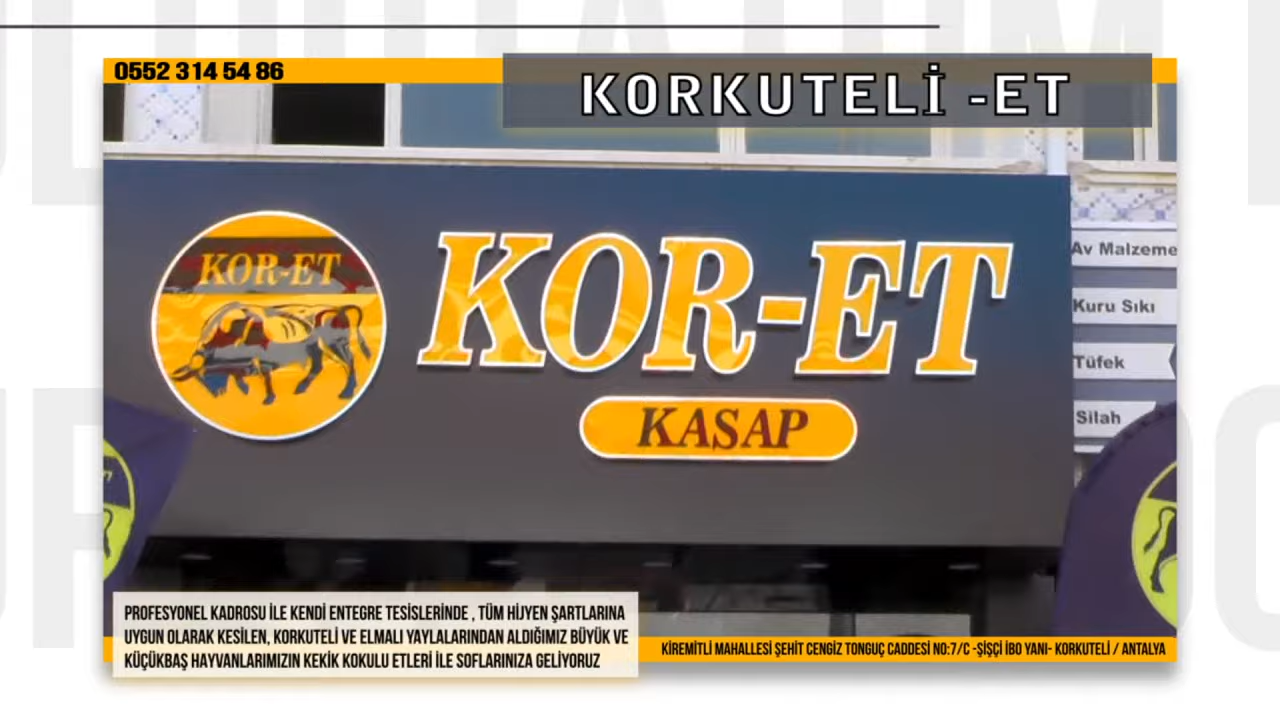 0552 314 54 86
KORKUTELİ -ET
KOR-ET
KOR-ET
KASAP
Av Malzeme
Kuru Sıkı
Tüfek
Silah
PROFESYONEL KADROSU İLE KENDİ ENTEGRE TESİSLERİNDE , TÜM HİJYEN ŞARTLARINA
UYGUN OLARAK KESİLEN, KORKUTELİ VE ELMALI YAYLALARINDAN ALDIĞIMIZ BÜYÜK VE
KÜÇÜKBAŞ HAYVANLARIMIZIN KEKİK KOKULU ETLERİ İLE SOFLARINIZA GELİYORUZ
KİREMİTLİ MAHALLESİ ŞEHİT CENGİZ TONGUÇ CADDESİ NO:7/C -ŞİŞÇİ İBO YANI- KORKUTELİ / ANTALYA